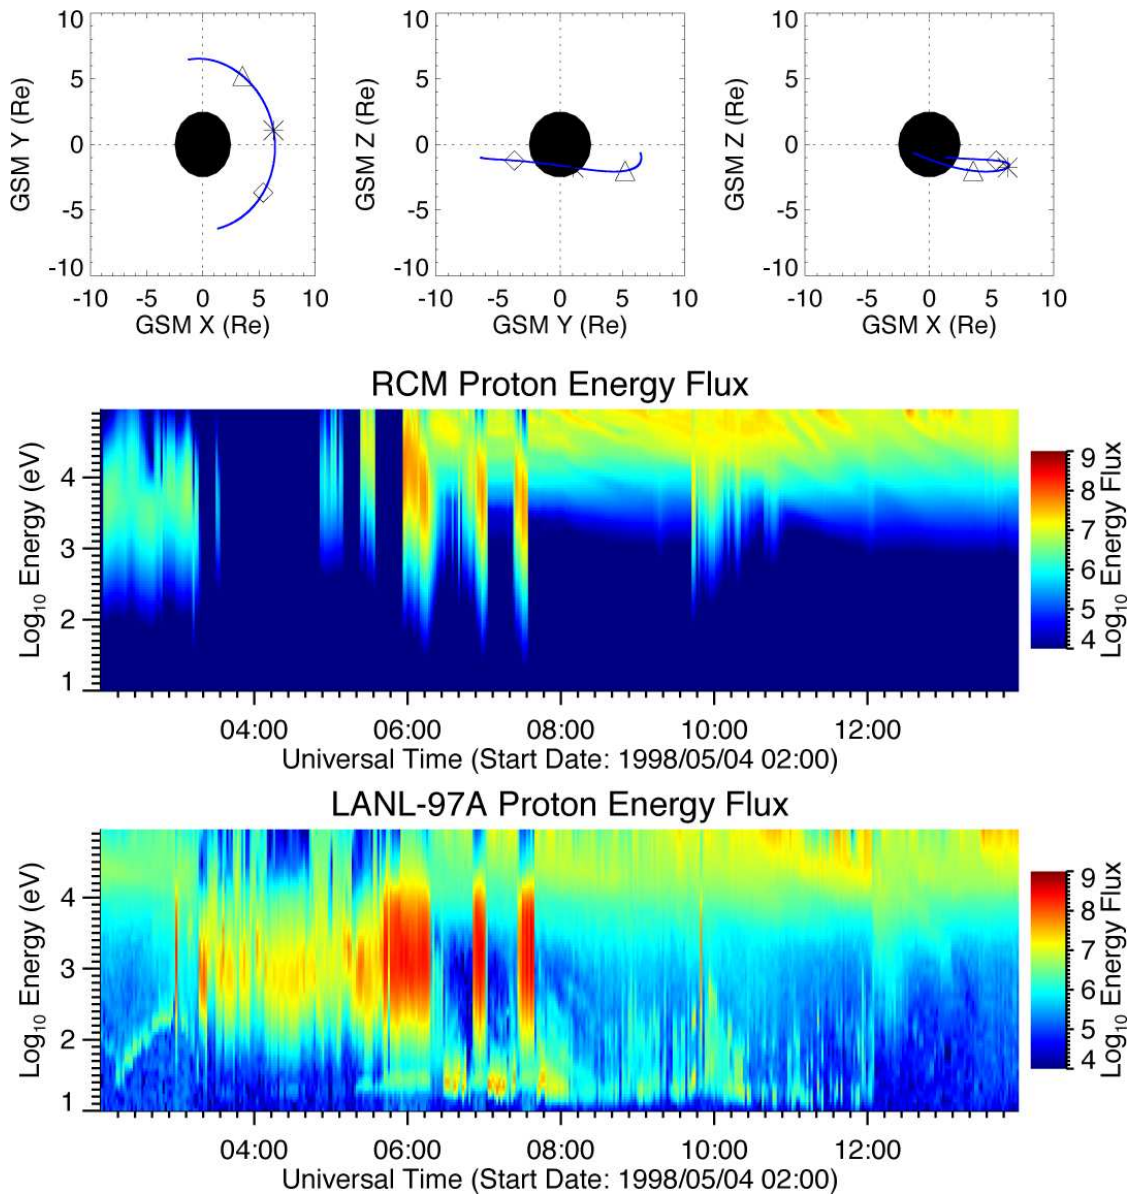 10
5
0
-5
-10
GSM Y (Re)
-10 -5 0 5 10
GSM X (Re)
10
5
0
-5
-10
GSM Z (Re)
-10 -5 0 5 10
GSM Y (Re)
10
5
0
-5
-10
GSM Z (Re)
-10 -5 0 5 10
GSM X (Re)
RCM Proton Energy Flux
Log10 Energy (eV)
4
3
2
1
04:00 06:00 08:00 10:00 12:00
Universal Time (Start Date: 1998/05/04 02:00)
9
8
7
6
5
4
Log10 Energy Flux
LANL-97A Proton Energy Flux
Log10 Energy (eV)
4
3
2
1
04:00 06:00 08:00 10:00 12:00
Universal Time (Start Date: 1998/05/04 02:00)
9
8
7
6
5
4
Log10 Energy Flux